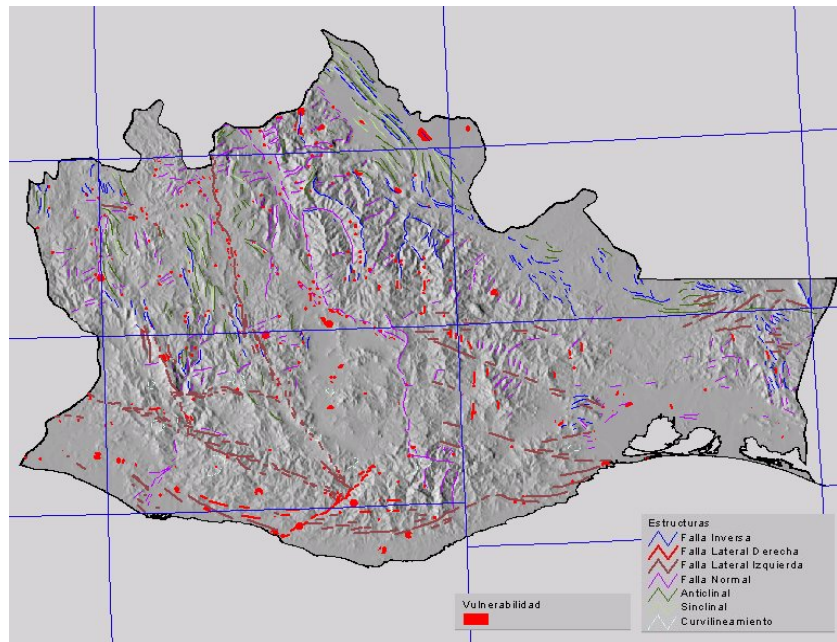 Estructuras
Falla Inversa
Falla Lateral Derecha
Falla Lateral Izquierda
Falla Normal
Anticlinal
Sinclinal
Curvilineamiento
Vulnerabilidad